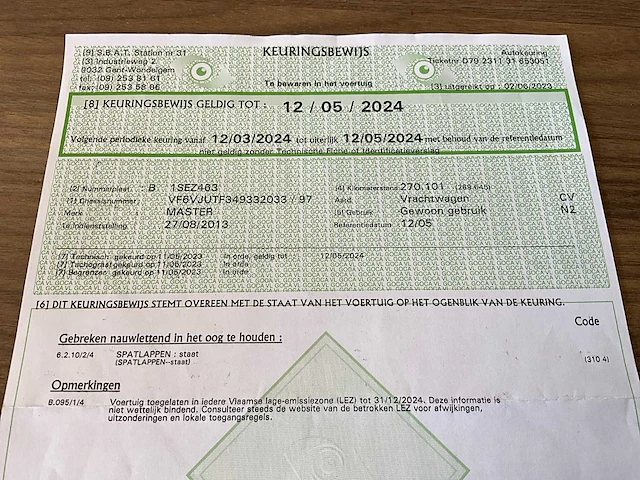 [9] S.B.A.T. Station nr 31
[3] Industrieweg 2
9032 Gent-Wondelgem
tel: (09) 253 81 61
fax: (09) 253 58 86
KEURINGSBEWIJS
Te bewaren in het voertuig
Autokeuring
Ticketnr D79 2311 31 653051
[3] Uitgereikt op : 02/06/2023
[8] KEURINGSBEWIJS GELDIG TOT : 12 / 05 / 2024
Volgende periodieke keuring vanaf 12/03/2024 tot uiterlijk 12/05/2024 met behoud van de referentiedatum
niet geldig zonder Technische Fiche of Identificatieverslag
(2) Nummerplaat : B 1SEZ463
(4) Kilometerstand 270.101
(1) Chassisnummer : VF6VJUTF349332033 / 97
Aard Vrachtwagen CV
Merk MASTER
(5) Gebruik Gewoon gebruik N2
1e Indienststelling 27/08/2013
Referentiedatum 12/05
(7) Technisch gekeurd op 11/05/2023 In orde, geldig tot 12/05/2024
(7) Tachograaf gekeurd op 11/05/2023 In orde
(7) Begrenzer gekeurd op 11/05/2023 In orde
[6] DIT KEURINGSBEWIJS STEMT OVEREEN MET DE STAAT VAN HET VOERTUIG OP HET OGENBLIK VAN DE KEURING.
Code
Gebreken nauwlettend in het oog te houden :
6.2.10/2/4 SPATLAPPEN : staat (310 4)
(SPATLAPPEN--staat)
Opmerkingen
B.095/1/4 Voertuig toegelaten in iedere Vlaamse lage-emissiezone (LEZ) tot 31/12/2024. Deze informatie is
niet wettelijk bindend. Consulteer steeds de website van de betrokken LEZ voor afwijkingen,
uitzonderingen en lokale toegangsregels.